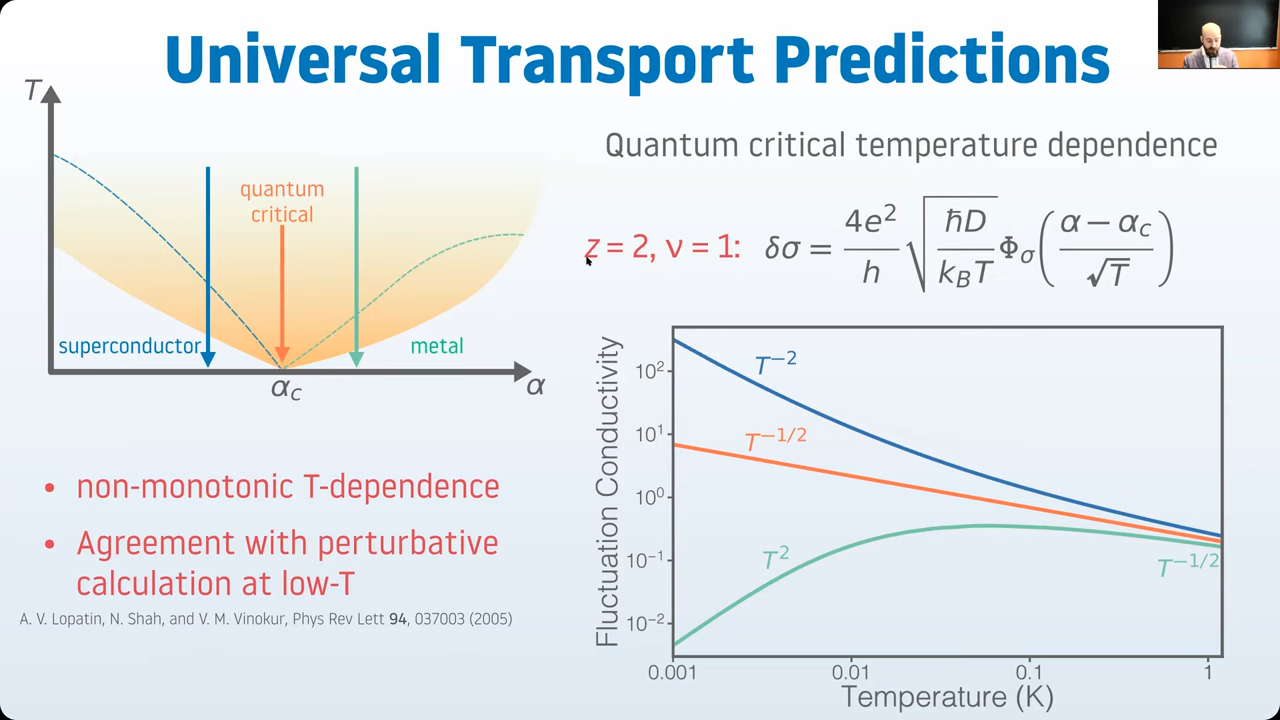 Universal Transport Predictions
T
quantum
critical
superconductor
metal
αc
α
• non-monotonic T-dependence
• Agreement with perturbative
calculation at low-T
A. V. Lopatin, N. Shah, and V. M. Vinokur, Phys Rev Lett 94, 037003 (2005)
Quantum critical temperature dependence
z = 2, ν = 1: δσ = 4e²/h √(ħD/k_BT) Φ_σ((α − α_c)/√T)
Fluctuation Conductivity
10²
10¹
10⁰
10⁻¹
10⁻²
T⁻²
T⁻¹/²
T²
T⁻¹/²
0.001 0.01 0.1 1
Temperature (K)